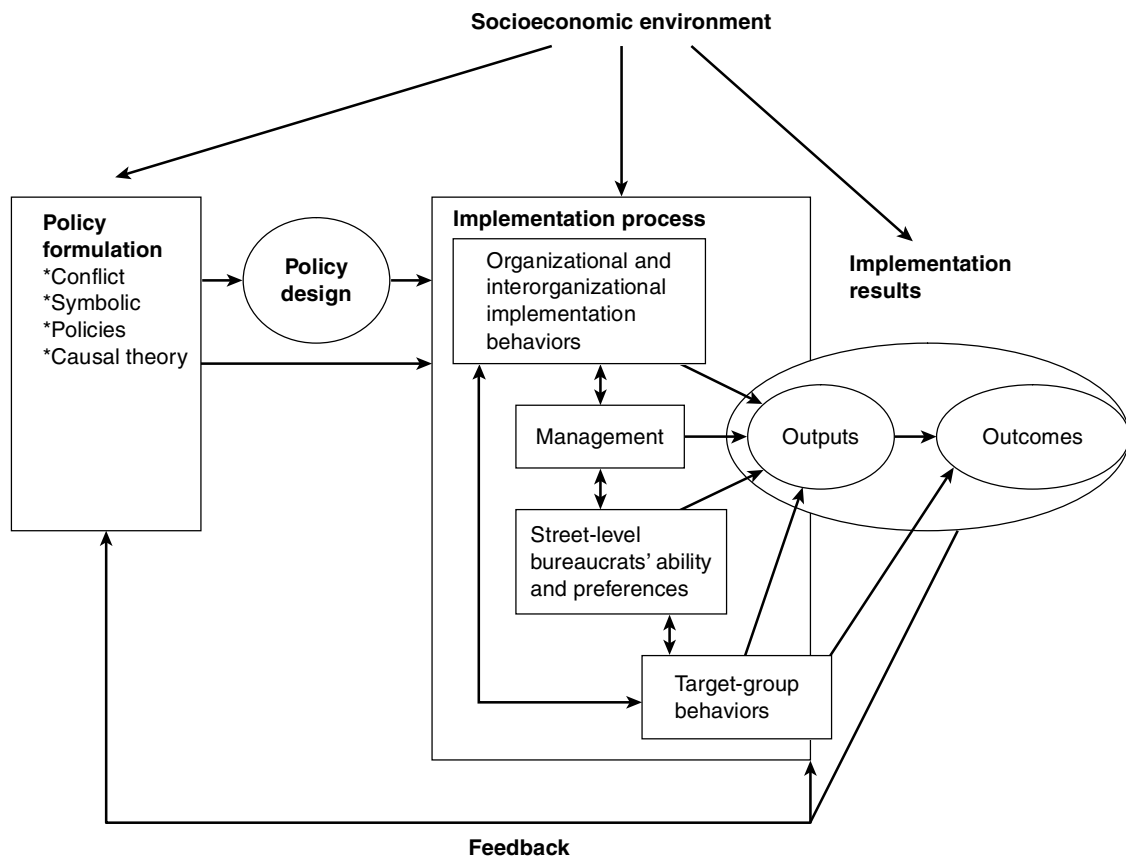 Socioeconomic environment
Policy
formulation
*Conflict
*Symbolic
*Policies
*Causal theory
Policy
design
Implementation process
Organizational and
interorganizational
implementation
behaviors
Management
Street-level
bureaucrats’ ability
and preferences
Target-group
behaviors
Implementation
results
Outputs
Outcomes
Feedback